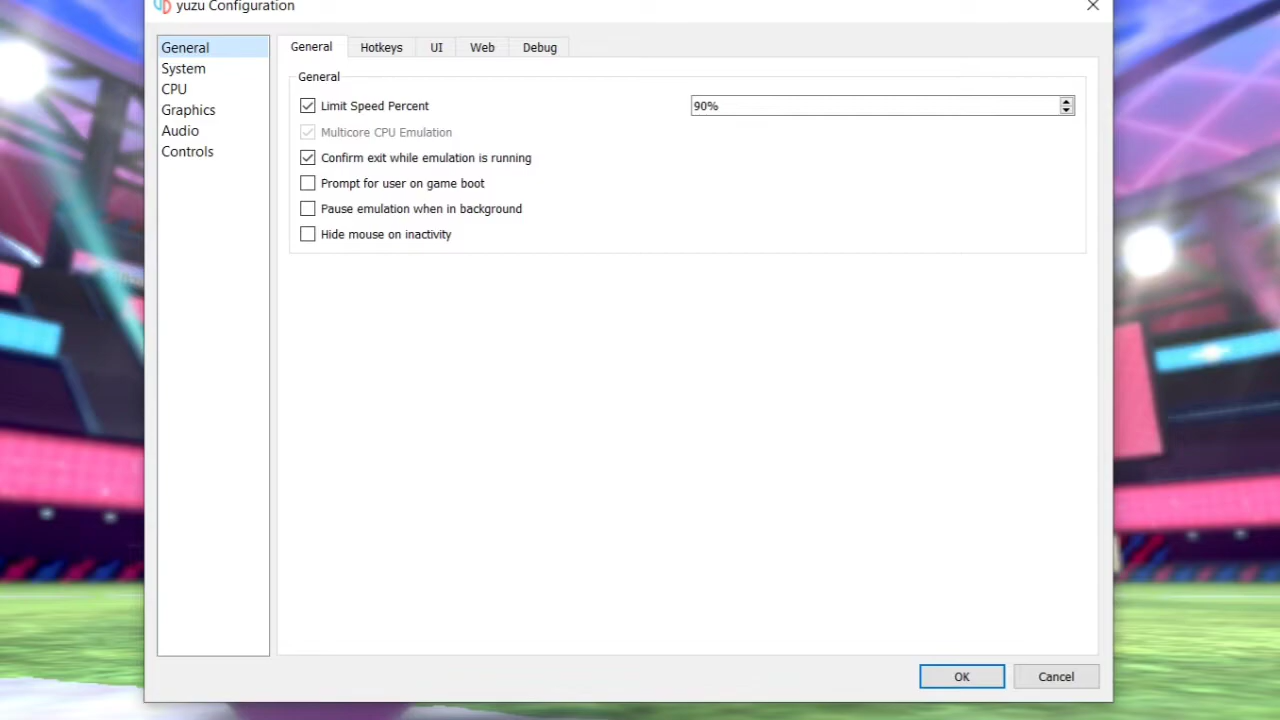 yuzu Configuration
General
System
CPU
Graphics
Audio
Controls
General Hotkeys UI Web Debug
General
Limit Speed Percent 90%
Multicore CPU Emulation
Confirm exit while emulation is running
Prompt for user on game boot
Pause emulation when in background
Hide mouse on inactivity
OK Cancel